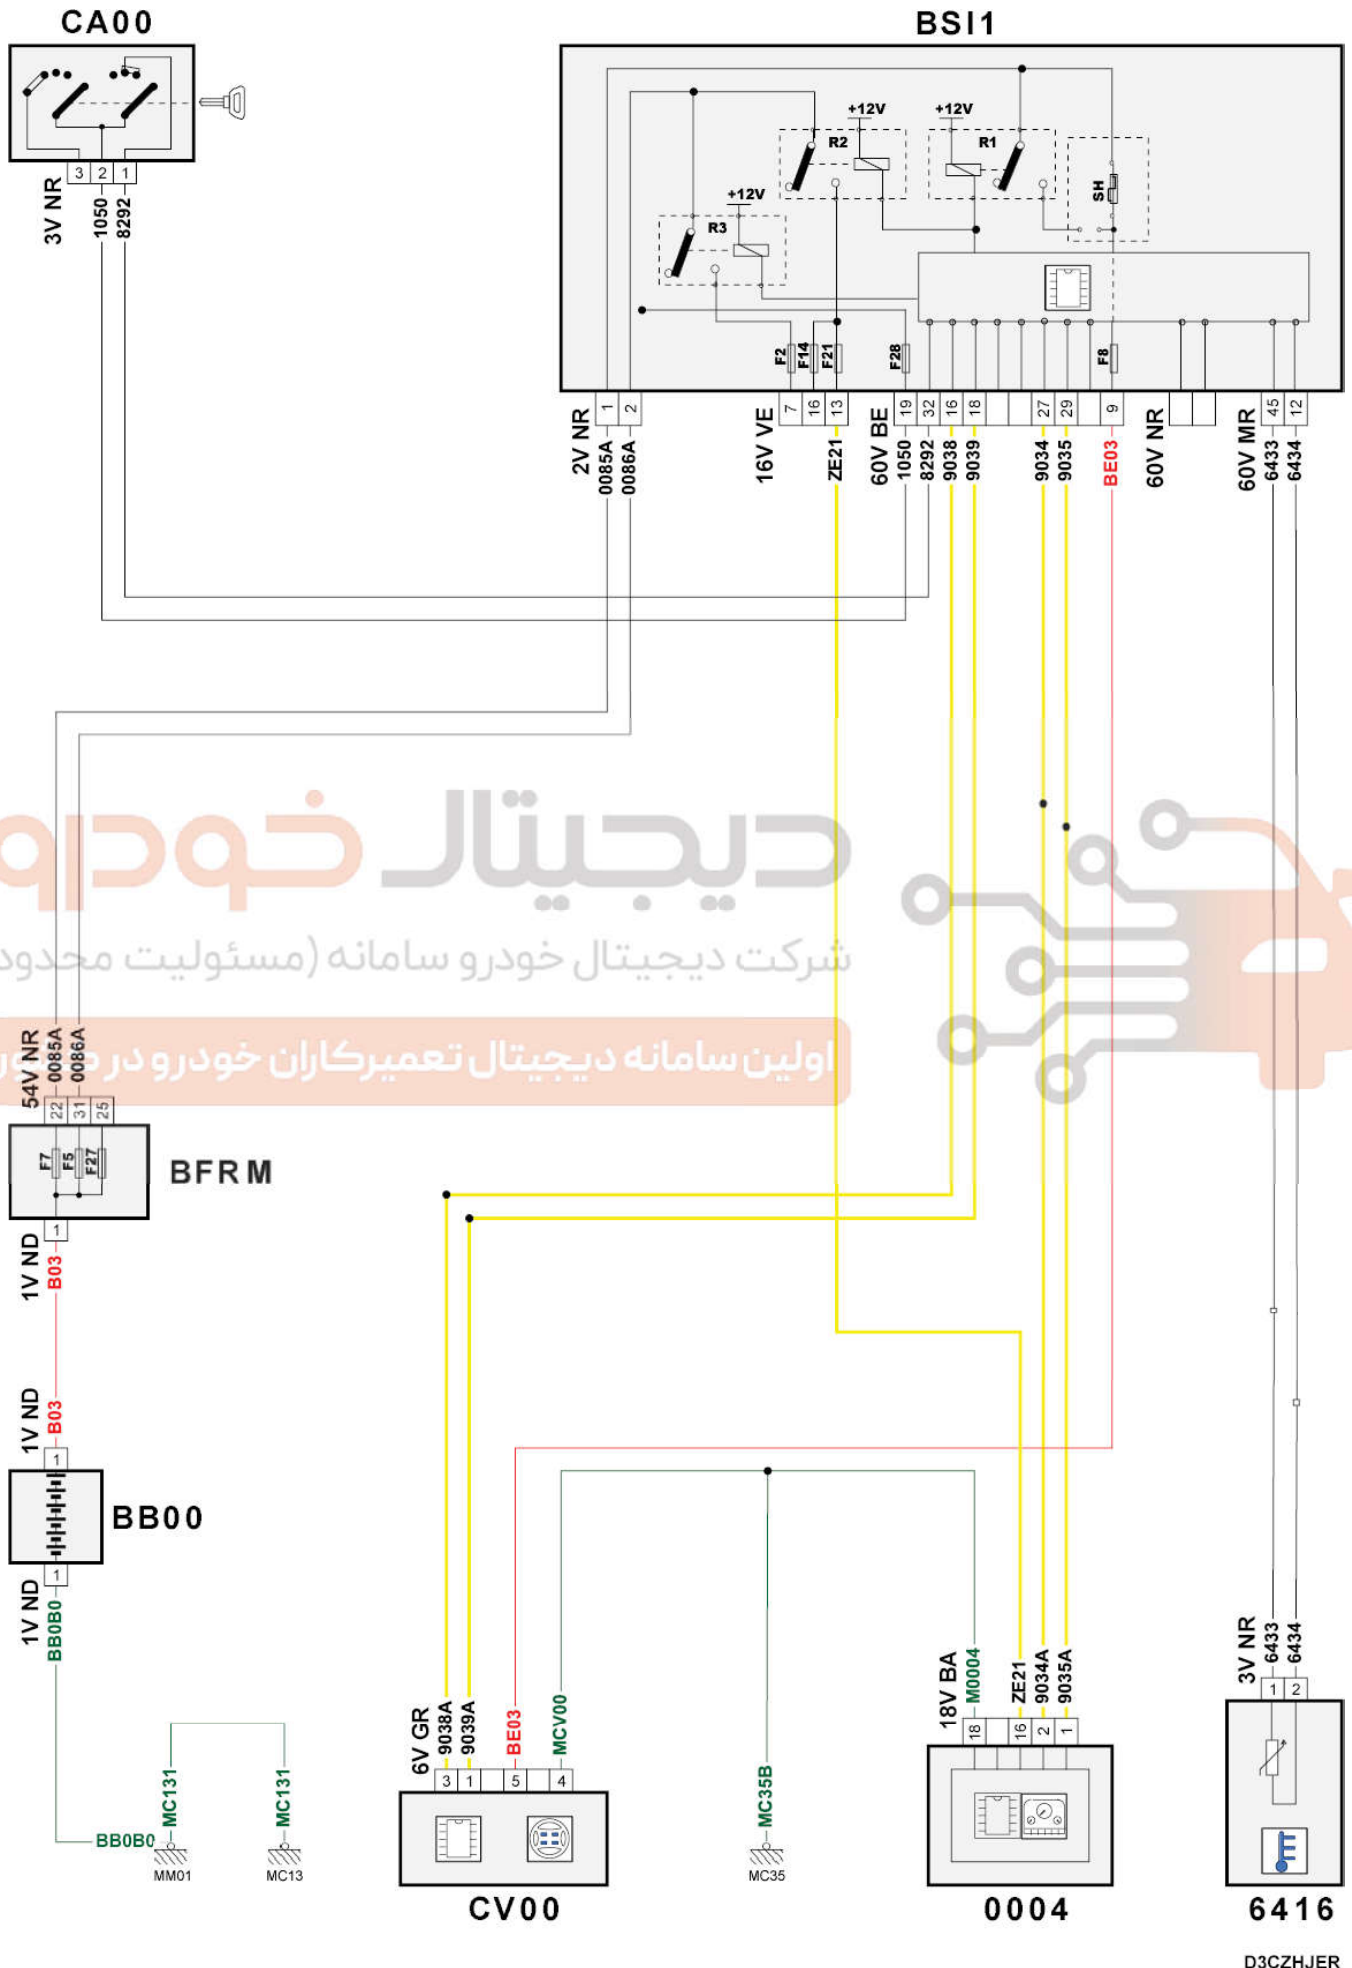 CA00
BSI1
+12V
+12V
R2
R1
SH
+12V
R3
3 2 1
3V NR
1050
8292
F2
F14
F21
F28
F8
1 2
7 16 13
19 32 16 18 27 29 9
45 12
2V NR
0085A
0086A
16V VE
ZE21
60V BE
1050
8292
9038
9039
9034
9035
BE03
60V NR
60V MR
6433
6434
دیجیتال خودرو
شرکت دیجیتال خودرو سامانه (مسئولیت محدود
اولین سامانه دیجیتال تعمیرکاران خودرو در
54V NR
0085A
0086A
22 31 25
F7
F5
F27
BFRM
1
1V ND
B03
1V ND
B03
1
BB00
1
1V ND
BB0B0
BB0B0
MC131
MC131
MM01
MC13
6V GR
9038A
9039A
BE03
MCV00
3 1 5 4
CV00
MC35B
MC35
18V BA
M0004
ZE21
9034A
9035A
18 16 2 1
0004
3V NR
6433
6434
1 2
6416
D3CZHJER